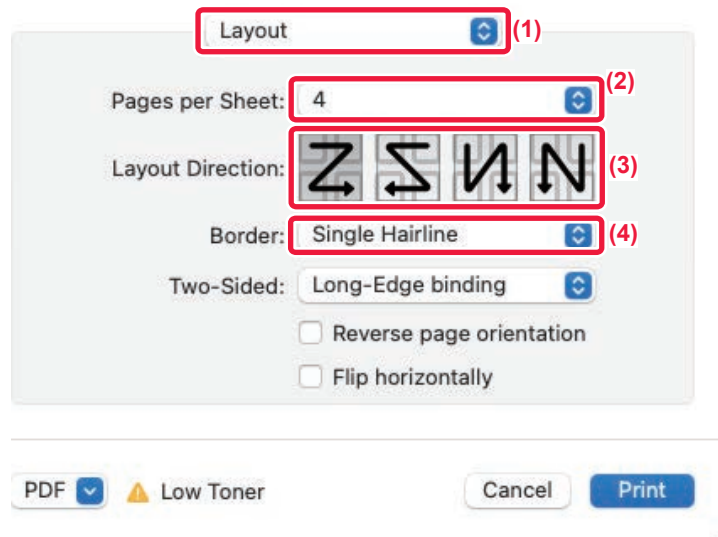 Layout (1)
Pages per Sheet: 4 (2)
Layout Direction: (3)
Border: Single Hairline (4)
Two-Sided: Long-Edge binding
Reverse page orientation
Flip horizontally
PDF Low Toner Cancel Print